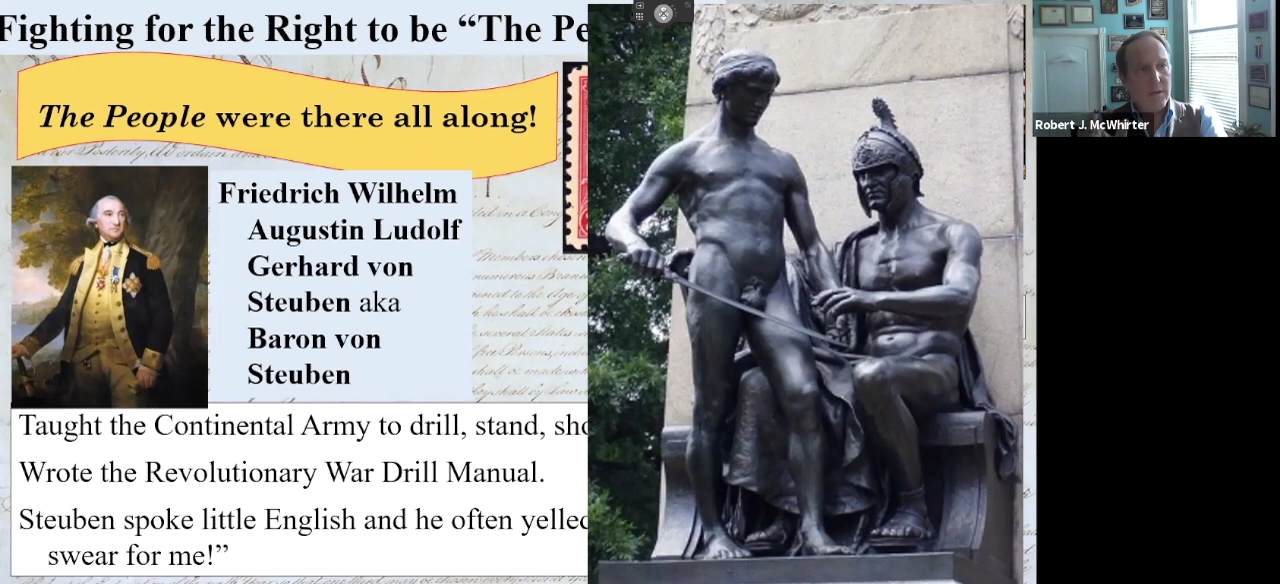 Fighting for the Right to be “The Pe
The People were there all along!
Friedrich Wilhelm
Augustin Ludolf
Gerhard von
Steuben aka
Baron von
Steuben
Taught the Continental Army to drill, stand, sho
Wrote the Revolutionary War Drill Manual.
Steuben spoke little English and he often yelled
swear for me!”
Robert J. McWhirter